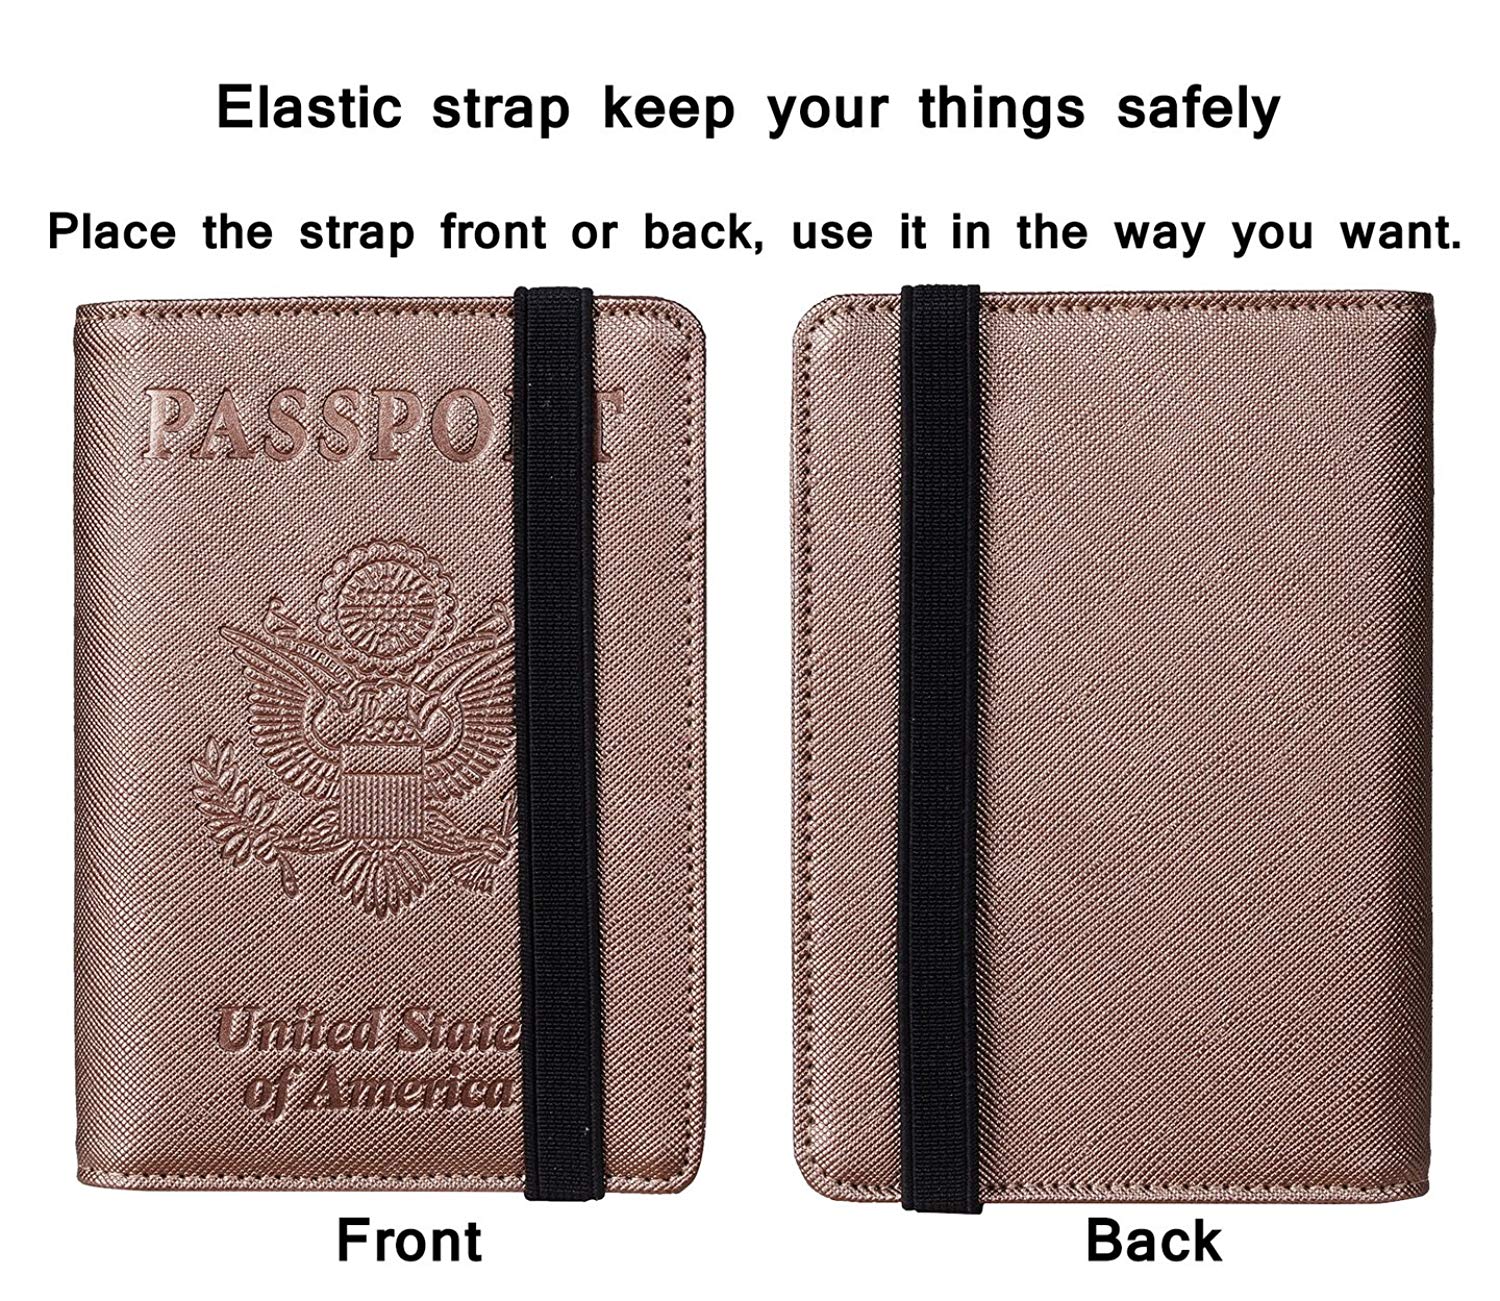 Elastic strap keep your things safely
Place the strap front or back, use it in the way you want.
PASSPORT
United State
of America
Front
Back